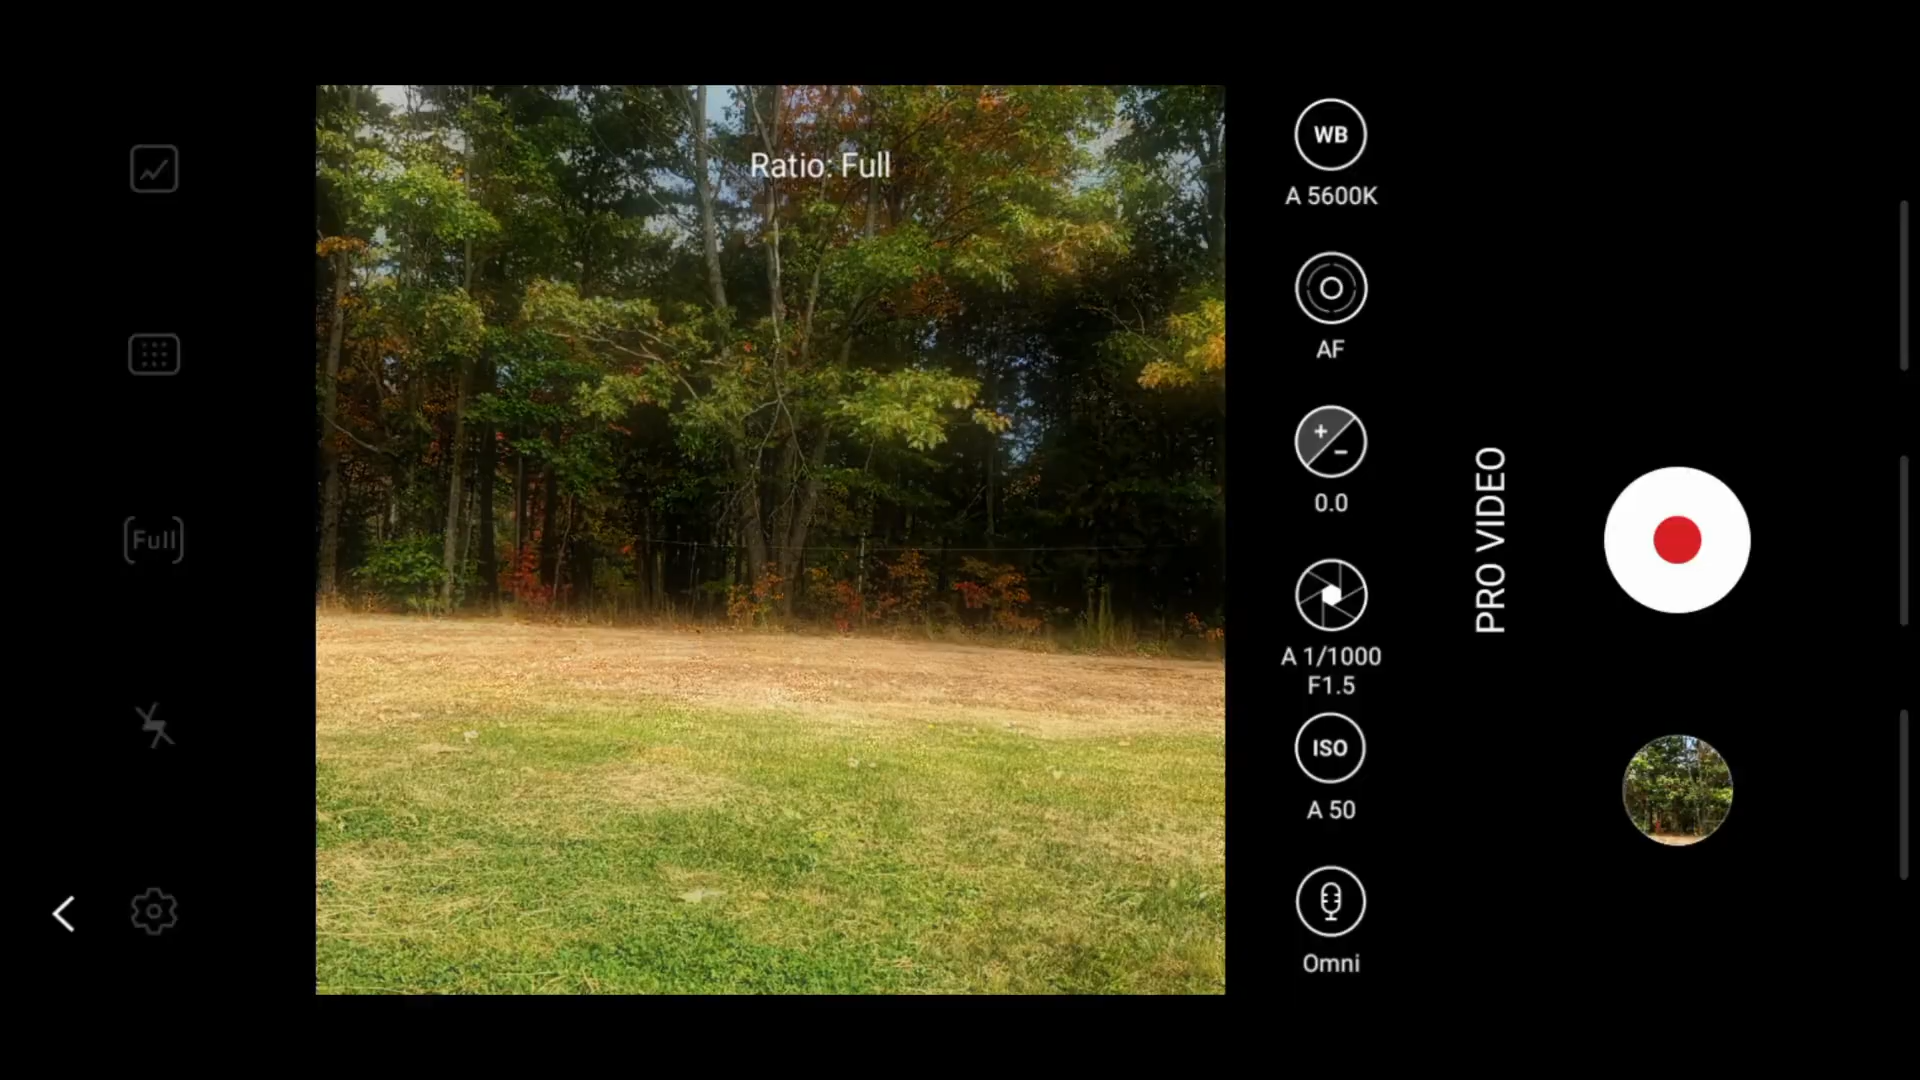 Full
Ratio: Full
WB
A 5600K
AF
0.0
A 1/1000
F1.5
ISO
A 50
Omni
PRO VIDEO